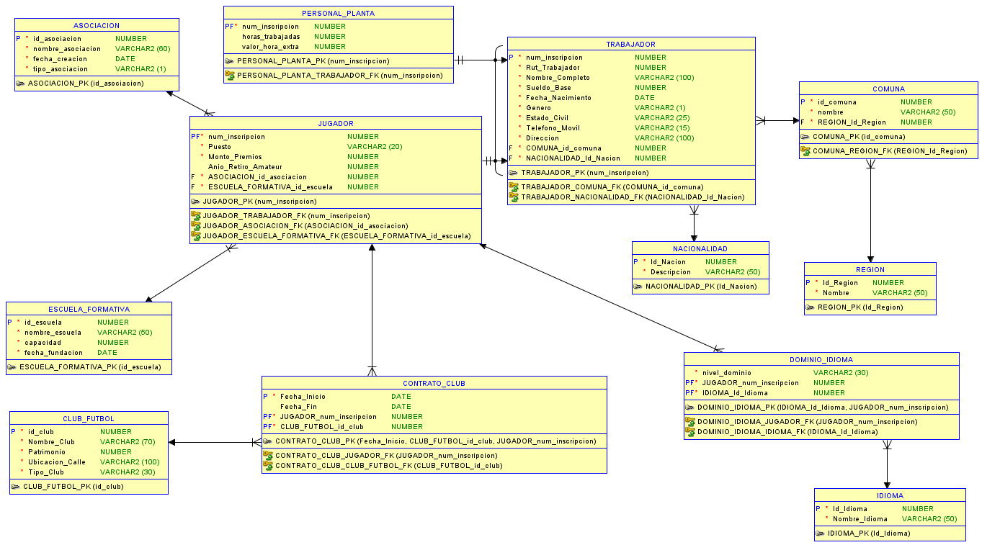 ASOCIACION
P * id_asociacion NUMBER
* nombre_asociacion VARCHAR2 (60)
* fecha_creacion DATE
* tipo_asociacion VARCHAR2 (1)
ASOCIACION_PK (id_asociacion)
PERSONAL_PLANTA
PF* num_inscripcion NUMBER
horas_trabajadas NUMBER
valor_hora_extra NUMBER
PERSONAL_PLANTA_PK (num_inscripcion)
PERSONAL_PLANTA_TRABAJADOR_FK (num_inscripcion)
TRABAJADOR
P * num_inscripcion NUMBER
* Rut_Trabajador NUMBER
* Nombre_Completo VARCHAR2 (100)
* Sueldo_Base NUMBER
* Fecha_Nacimiento DATE
* Genero VARCHAR2 (1)
* Estado_Civil VARCHAR2 (25)
* Telefono_Movil VARCHAR2 (15)
* Direccion VARCHAR2 (100)
F * COMUNA_id_comuna NUMBER
F * NACIONALIDAD_Id_Nacion NUMBER
TRABAJADOR_PK (num_inscripcion)
TRABAJADOR_COMUNA_FK (COMUNA_id_comuna)
TRABAJADOR_NACIONALIDAD_FK (NACIONALIDAD_Id_Nacion)
COMUNA
P * id_comuna NUMBER
* nombre VARCHAR2 (50)
F * REGION_Id_Region NUMBER
COMUNA_PK (id_comuna)
COMUNA_REGION_FK (REGION_Id_Region)
JUGADOR
PF* num_inscripcion NUMBER
* Puesto VARCHAR2 (20)
* Monto_Premios NUMBER
Anio_Retiro_Amateur NUMBER
F * ASOCIACION_id_asociacion NUMBER
F * ESCUELA_FORMATIVA_id_escuela NUMBER
JUGADOR_PK (num_inscripcion)
JUGADOR_TRABAJADOR_FK (num_inscripcion)
JUGADOR_ASOCIACION_FK (ASOCIACION_id_asociacion)
JUGADOR_ESCUELA_FORMATIVA_FK (ESCUELA_FORMATIVA_id_escuela)
NACIONALIDAD
P * Id_Nacion NUMBER
* Descripcion VARCHAR2 (50)
NACIONALIDAD_PK (Id_Nacion)
REGION
P * Id_Region NUMBER
* Nombre VARCHAR2 (50)
REGION_PK (Id_Region)
ESCUELA_FORMATIVA
P * id_escuela NUMBER
* nombre_escuela VARCHAR2 (50)
* capacidad NUMBER
* fecha_fundacion DATE
ESCUELA_FORMATIVA_PK (id_escuela)
DOMINIO_IDIOMA
* nivel_dominio VARCHAR2 (30)
PF* JUGADOR_num_inscripcion NUMBER
PF* IDIOMA_Id_Idioma NUMBER
DOMINIO_IDIOMA_PK (IDIOMA_Id_Idioma, JUGADOR_num_inscripcion)
DOMINIO_IDIOMA_JUGADOR_FK (JUGADOR_num_inscripcion)
DOMINIO_IDIOMA_IDIOMA_FK (IDIOMA_Id_Idioma)
CONTRATO_CLUB
P * Fecha_Inicio DATE
Fecha_Fin DATE
PF* JUGADOR_num_inscripcion NUMBER
PF* CLUB_FUTBOL_id_club NUMBER
CONTRATO_CLUB_PK (Fecha_Inicio, CLUB_FUTBOL_id_club, JUGADOR_num_inscripcion)
CONTRATO_CLUB_JUGADOR_FK (JUGADOR_num_inscripcion)
CONTRATO_CLUB_CLUB_FUTBOL_FK (CLUB_FUTBOL_id_club)
CLUB_FUTBOL
P * id_club NUMBER
* Nombre_Club VARCHAR2 (70)
* Patrimonio NUMBER
* Ubicacion_Calle VARCHAR2 (100)
* Tipo_Club VARCHAR2 (30)
CLUB_FUTBOL_PK (id_club)
IDIOMA
P * Id_Idioma NUMBER
* Nombre_Idioma VARCHAR2 (50)
IDIOMA_PK (Id_Idioma)